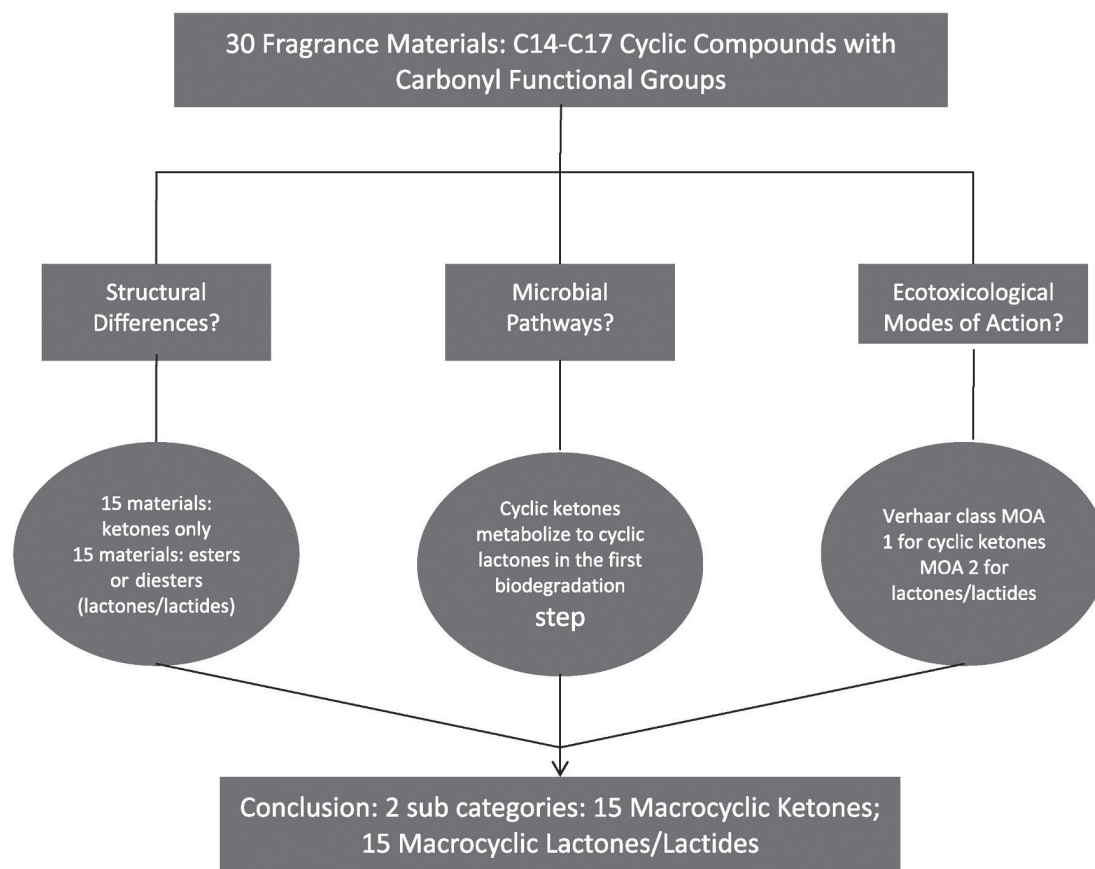 30 Fragrance Materials: C14-C17 Cyclic Compounds with
Carbonyl Functional Groups
Structural
Differences?
Microbial
Pathways?
Ecotoxicological
Modes of Action?
15 materials:
ketones only
15 materials: esters
or diesters
(lactones/lactides)
Cyclic ketones
metabolize to cyclic
lactones in the first
biodegradation
step
Verhaar class MOA
1 for cyclic ketones
MOA 2 for
lactones/lactides
Conclusion: 2 sub categories: 15 Macrocyclic Ketones;
15 Macrocyclic Lactones/Lactides